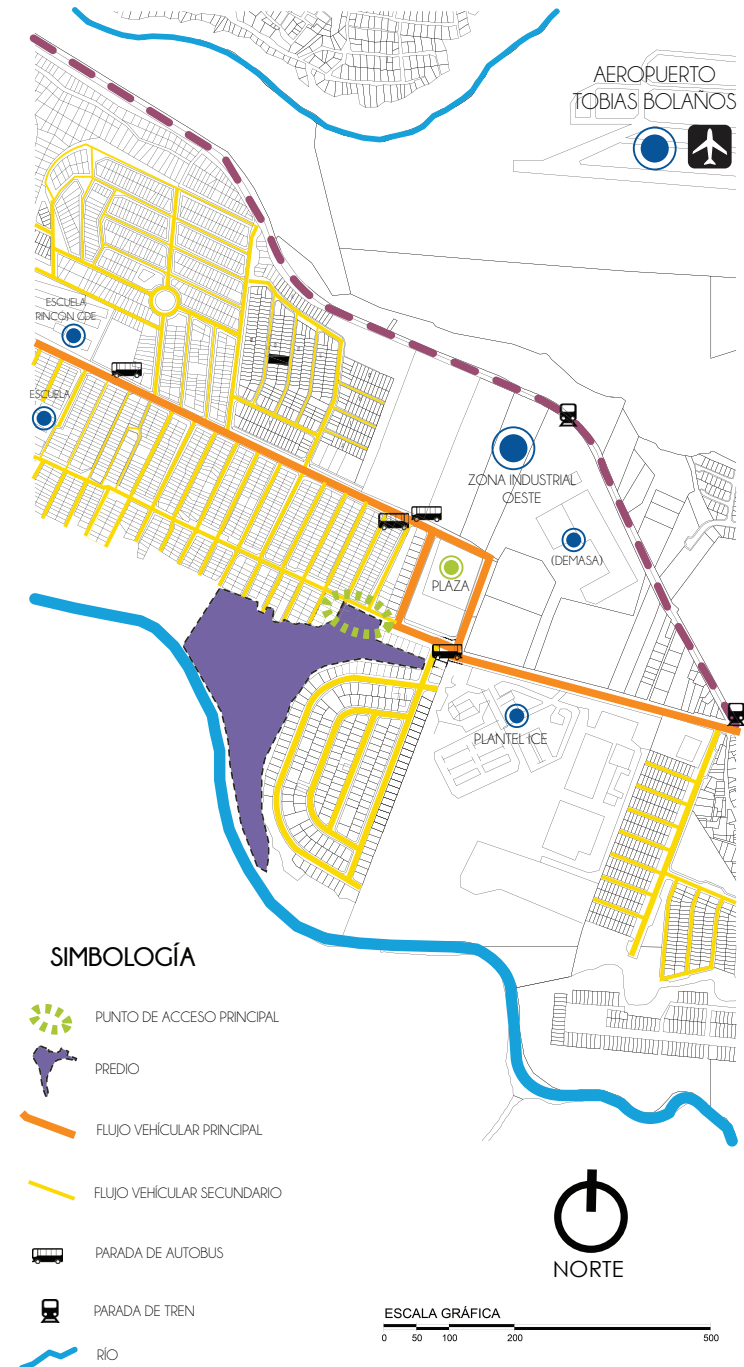 AEROPUERTO
TOBIAS BOLAÑOS
ESCUELA
RINCÓN GDE
ESCUELA
ZONA INDUSTRIAL
OESTE
(DEMASA)
PLAZA
PLANTEL ICE
SIMBOLOGÍA
PUNTO DE ACCESO PRINCIPAL
PREDIO
FLUJO VEHÍCULAR PRINCIPAL
FLUJO VEHÍCULAR SECUNDARIO
PARADA DE AUTOBUS
PARADA DE TREN
RÍO
NORTE
ESCALA GRÁFICA
0 50 100 200 500